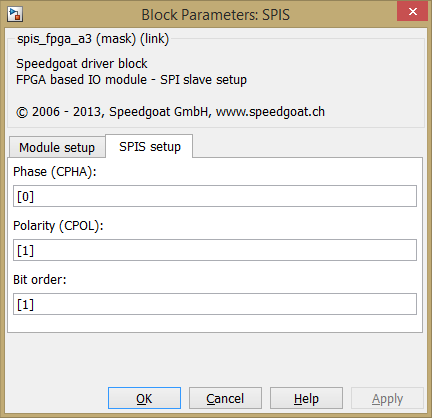 Block Parameters: SPIS
spis_fpga_a3 (mask) (link)
Speedgoat driver block
FPGA based IO module - SPI slave setup
© 2006 - 2013, Speedgoat GmbH, www.speedgoat.ch
Module setup SPIS setup
Phase (CPHA):
[0]
Polarity (CPOL):
[1]
Bit order:
[1]
OK Cancel Help Apply